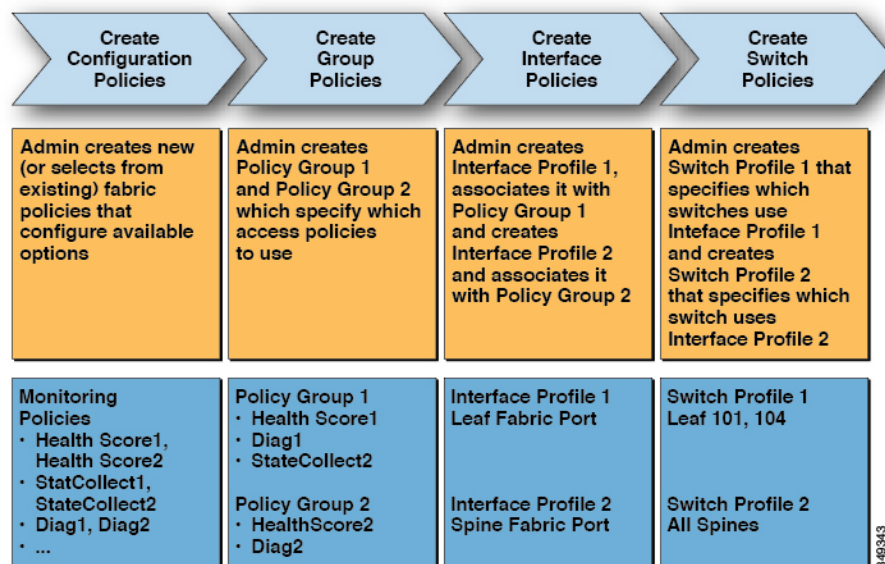 Create
Configuration
Policies
Create
Group
Policies
Create
Interface
Policies
Create
Switch
Policies
Admin creates new
(or selects from
existing) fabric
policies that
configure available
options
Admin creates
Policy Group 1
and Policy Group 2
which specify which
access policies
to use
Admin creates
Interface Profile 1,
associates it with
Policy Group 1
and creates
Interface Profile 2
and associates it
with Policy Group 2
Admin creates
Switch Profile 1 that
specifies which
switches use
Inteface Profile 1
and creates
Switch Profile 2
that specifies which
switch uses
Interface Profile 2
Monitoring
Policies
· Health Score1,
Health Score2
· StatCollect1,
StateCollect2
· Diag1, Diag2
· ...
Policy Group 1
· Health Score1
· Diag1
· StateCollect2
Policy Group 2
· HealthScore2
· Diag2
Interface Profile 1
Leaf Fabric Port
Interface Profile 2
Spine Fabric Port
Switch Profile 1
Leaf 101, 104
Switch Profile 2
All Spines
349343